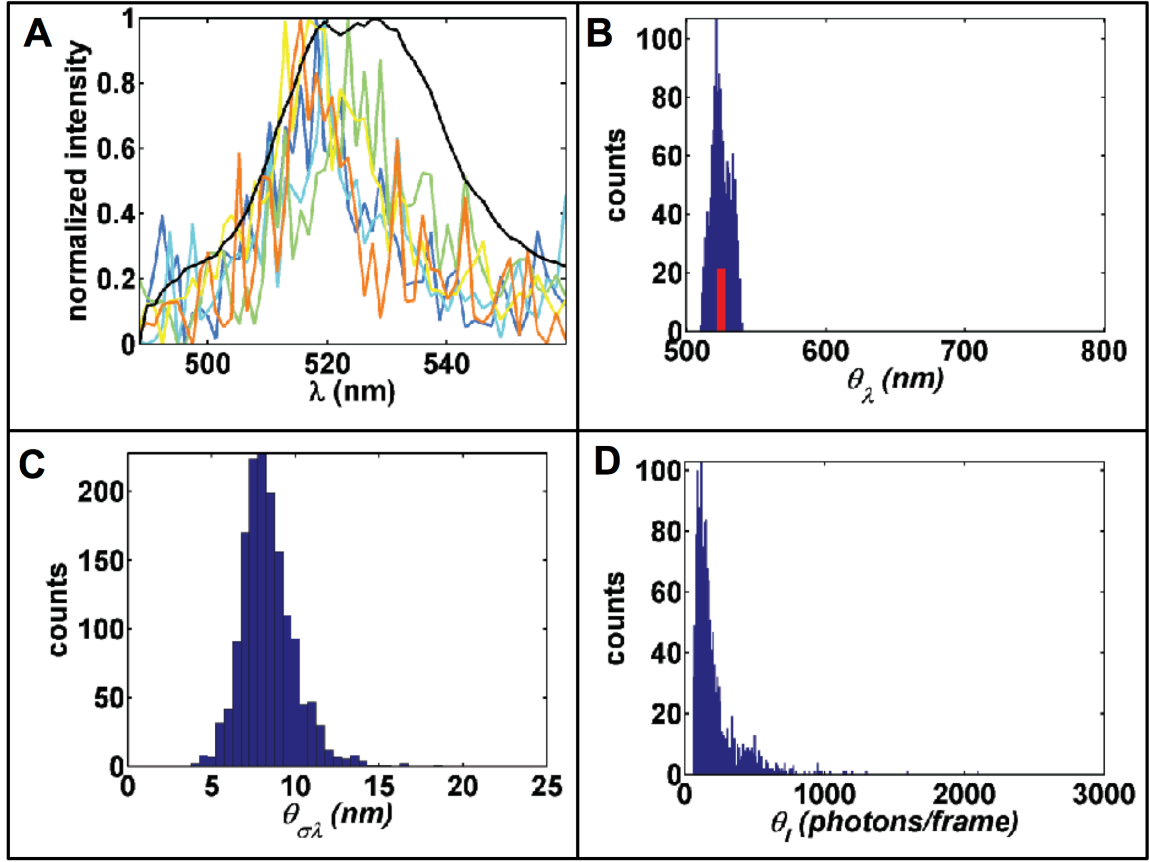 A
normalized intensity
1
0.8
0.6
0.4
0.2
0
500 520 540
λ (nm)
B
counts
100
80
60
40
20
0
500 600 700 800
θλ (nm)
C
counts
200
150
100
50
0
0 5 10 15 20 25
θσλ (nm)
D
counts
100
80
60
40
20
0
0 1000 2000 3000
θI (photons/frame)